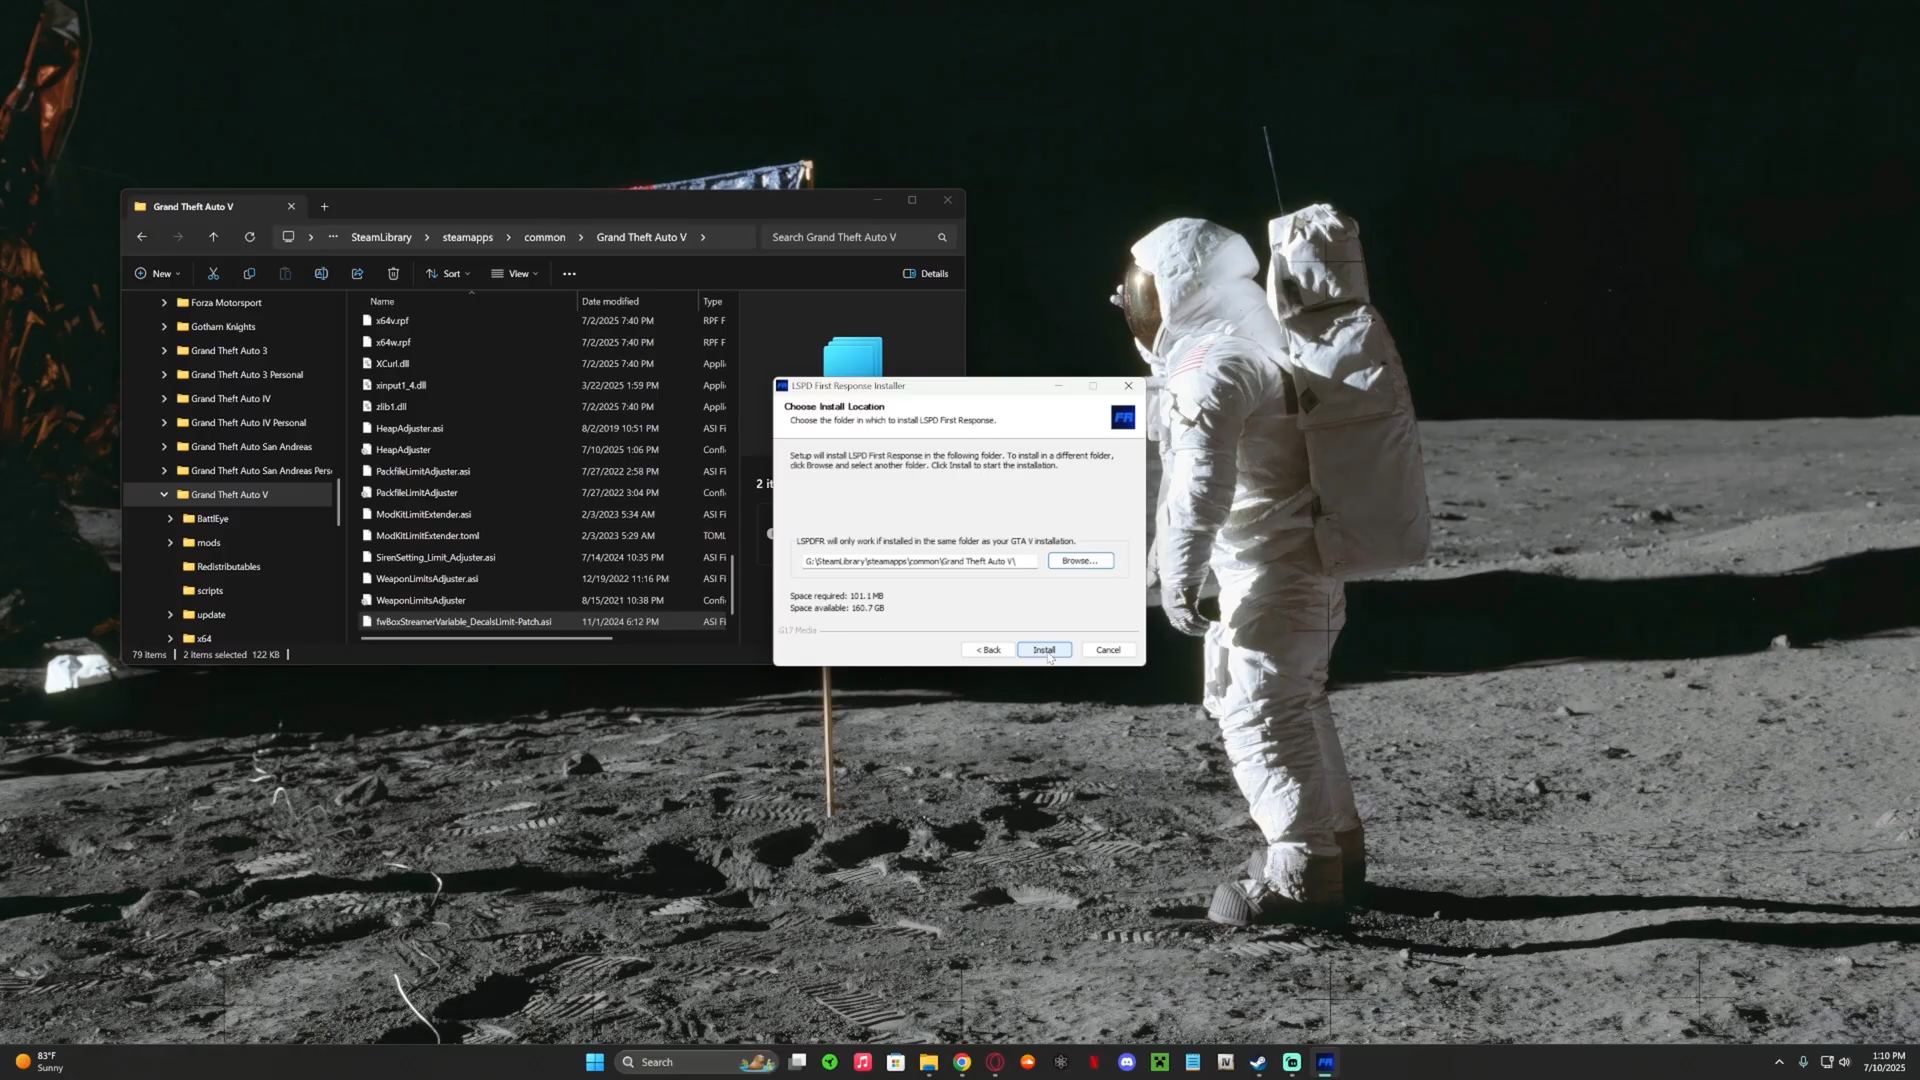 Grand Theft Auto V
SteamLibrary
steamapps
common
Grand Theft Auto V
Search Grand Theft Auto V
New
Sort
View
Details
Forza Motorsport
Gotham Knights
Grand Theft Auto 3
Grand Theft Auto 3 Personal
Grand Theft Auto IV
Grand Theft Auto IV Personal
Grand Theft Auto San Andreas
Grand Theft Auto San Andreas Pers
Grand Theft Auto V
BattlEye
mods
Redistributables
scripts
update
x64
Name Date modified Type
x64v.rpf 7/2/2025 7:40 PM RPF F
x64w.rpf 7/2/2025 7:40 PM RPF F
XCurl.dll 7/2/2025 7:40 PM Appli
xinput1_4.dll 3/22/2025 1:59 PM Appli
zlib1.dll 7/2/2025 7:40 PM Appli
HeapAdjuster.asi 8/2/2019 10:51 PM ASI Fi
HeapAdjuster 7/10/2025 1:06 PM Confi
PackfileLimitAdjuster.asi 7/27/2022 2:58 PM ASI Fi
PackfileLimitAdjuster 7/27/2022 3:04 PM Confi
ModKitLimitExtender.asi 2/3/2023 5:34 AM ASI Fi
ModKitLimitExtender.toml 2/3/2023 5:29 AM TOML
SirenSetting_Limit_Adjuster.asi 7/14/2024 10:35 PM ASI Fi
WeaponLimitsAdjuster.asi 12/19/2022 11:16 PM ASI Fi
WeaponLimitsAdjuster 8/15/2021 10:38 PM Confi
fwBoxStreamerVariable_DecalsLimit-Patch.asi 11/1/2024 6:12 PM ASI Fi
2 it
79 items 2 items selected 122 KB
FR LSPD First Response Installer
Choose Install Location
Choose the folder in which to install LSPD First Response.
FR
Setup will install LSPD First Response in the following folder. To install in a different folder,
click Browse and select another folder. Click Install to start the installation.
LSPDFR will only work if installed in the same folder as your GTA V installation.
G:\SteamLibrary\steamapps\common\Grand Theft Auto V\ Browse...
Space required: 101.1 MB
Space available: 160.7 GB
G17 Media
< Back Install Cancel
83°F
Sunny
Search
IV
FR
1:10 PM
7/10/2025